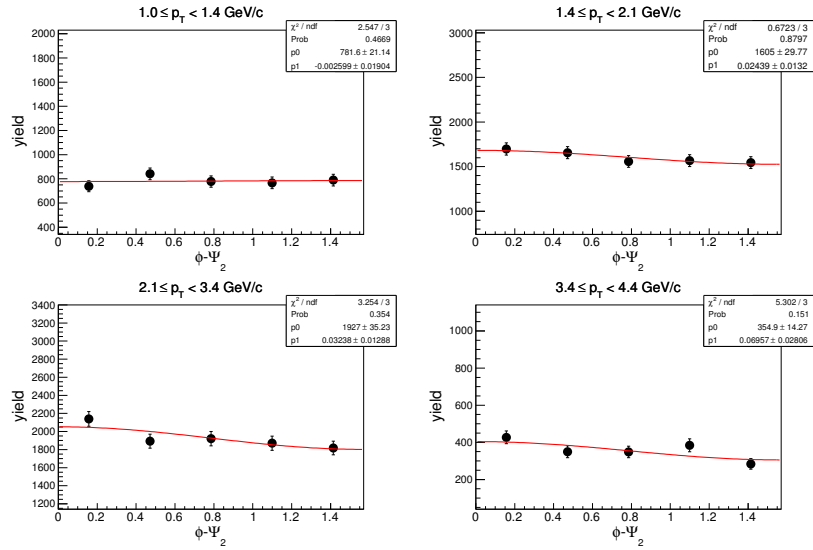 1.0 ≤ p_T < 1.4 GeV/c
χ² / ndf 2.547 / 3
Prob 0.4669
p0 781.6 ± 21.14
p1 -0.002599 ± 0.01904
yield
2000
1800
1600
1400
1200
1000
800
600
400
0 0.2 0.4 0.6 0.8 1 1.2 1.4
ϕ-Ψ_2
1.4 ≤ p_T < 2.1 GeV/c
χ² / ndf 0.6723 / 3
Prob 0.8797
p0 1605 ± 29.77
p1 0.02439 ± 0.0132
yield
3000
2500
2000
1500
1000
0 0.2 0.4 0.6 0.8 1 1.2 1.4
ϕ-Ψ_2
2.1 ≤ p_T < 3.4 GeV/c
χ² / ndf 3.254 / 3
Prob 0.354
p0 1927 ± 35.23
p1 0.03238 ± 0.01288
yield
3400
3200
3000
2800
2600
2400
2200
2000
1800
1600
1400
1200
0 0.2 0.4 0.6 0.8 1 1.2 1.4
ϕ-Ψ_2
3.4 ≤ p_T < 4.4 GeV/c
χ² / ndf 5.302 / 3
Prob 0.151
p0 354.9 ± 14.27
p1 0.06957 ± 0.02806
yield
1000
800
600
400
200
0 0.2 0.4 0.6 0.8 1 1.2 1.4
ϕ-Ψ_2